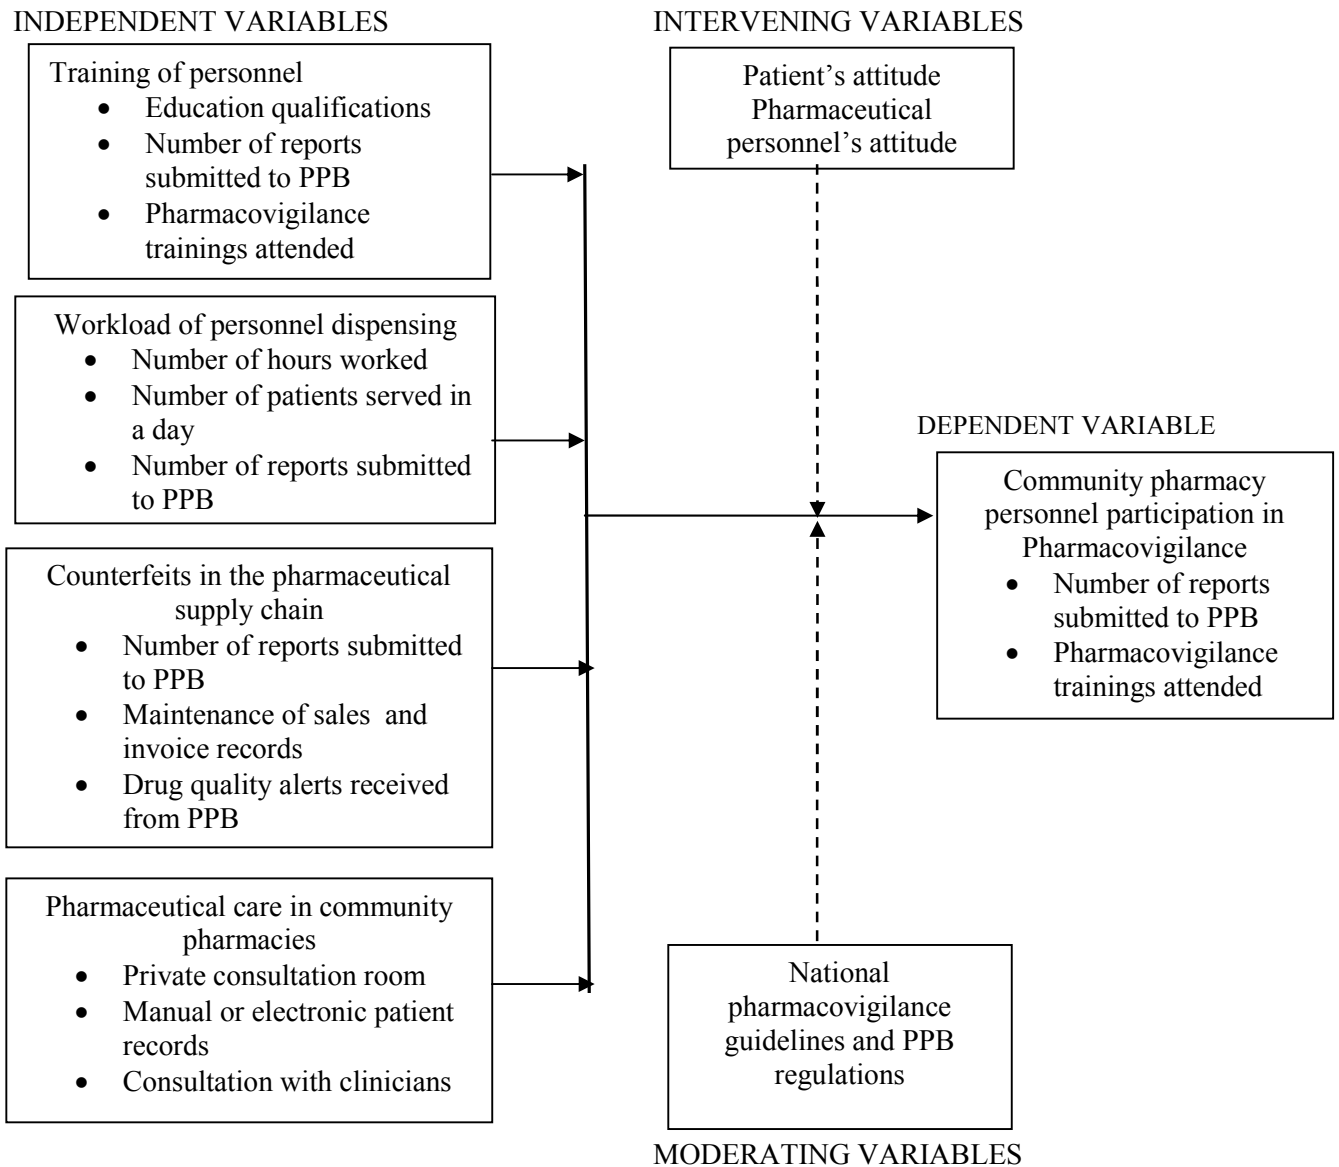 INDEPENDENT VARIABLES
Training of personnel
• Education qualifications
• Number of reports
submitted to PPB
• Pharmacovigilance
trainings attended
Workload of personnel dispensing
• Number of hours worked
• Number of patients served in
a day
• Number of reports submitted
to PPB
Counterfeits in the pharmaceutical
supply chain
• Number of reports submitted
to PPB
• Maintenance of sales and
invoice records
• Drug quality alerts received
from PPB
Pharmaceutical care in community
pharmacies
• Private consultation room
• Manual or electronic patient
records
• Consultation with clinicians
INTERVENING VARIABLES
Patient’s attitude
Pharmaceutical
personnel’s attitude
National
pharmacovigilance
guidelines and PPB
regulations
MODERATING VARIABLES
DEPENDENT VARIABLE
Community pharmacy
personnel participation in
Pharmacovigilance
• Number of reports
submitted to PPB
• Pharmacovigilance
trainings attended